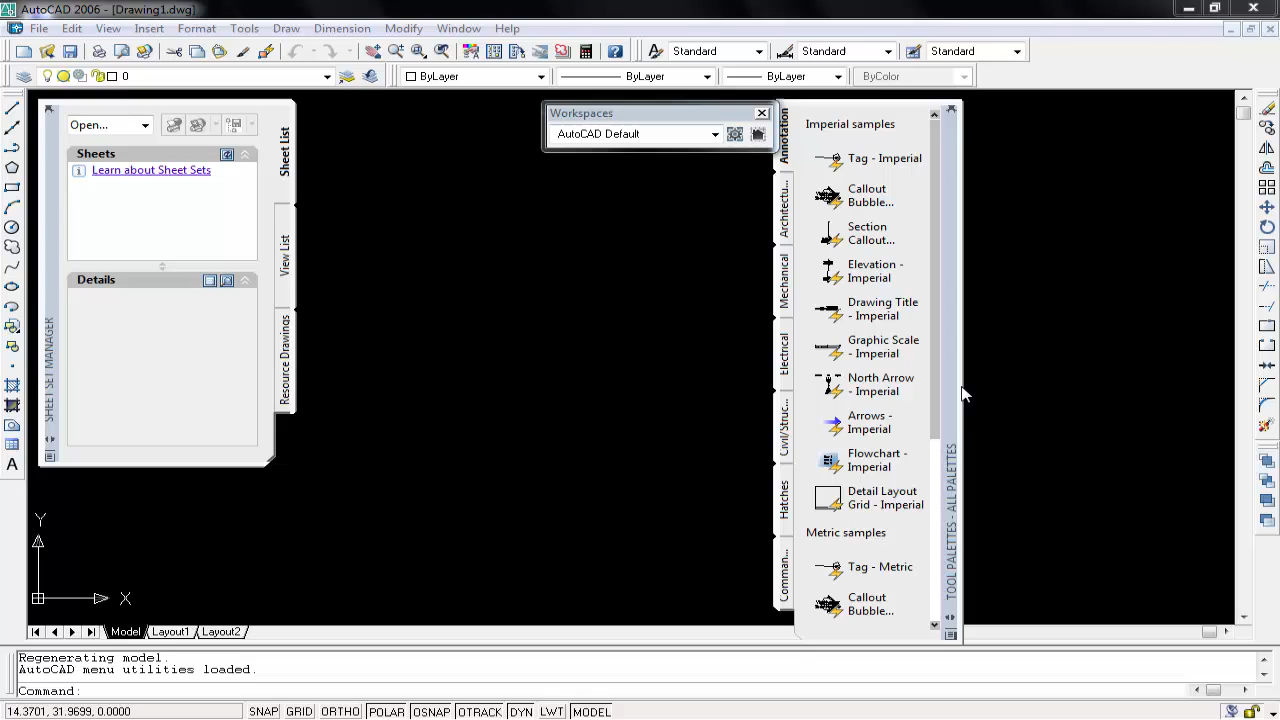 AutoCAD 2006 - [Drawing1.dwg]
File Edit View Insert Format Tools Draw Dimension Modify Window Help
Standard Standard Standard
0 ByLayer ByLayer ByLayer ByColor
Open...
Sheets
Learn about Sheet Sets
Details
SHEET SET MANAGER
Sheet List
View List
Resource Drawings
Workspaces
AutoCAD Default
Annotation
Architectu...
Mechanical
Electrical
Civil/Struc...
Hatches
Comman...
Imperial samples
Tag - Imperial
Callout
Bubble...
Section
Callout...
Elevation -
Imperial
Drawing Title
- Imperial
Graphic Scale
- Imperial
North Arrow
- Imperial
Arrows -
Imperial
Flowchart -
Imperial
Detail Layout
Grid - Imperial
Metric samples
Tag - Metric
Callout
Bubble...
TOOL PALETTES - ALL PALETTES
Y
X
Model Layout1 Layout2
Regenerating model.
AutoCAD menu utilities loaded.
Command:
14.3701, 31.9699, 0.0000 SNAP GRID ORTHO POLAR OSNAP OTRACK DYN LWT MODEL